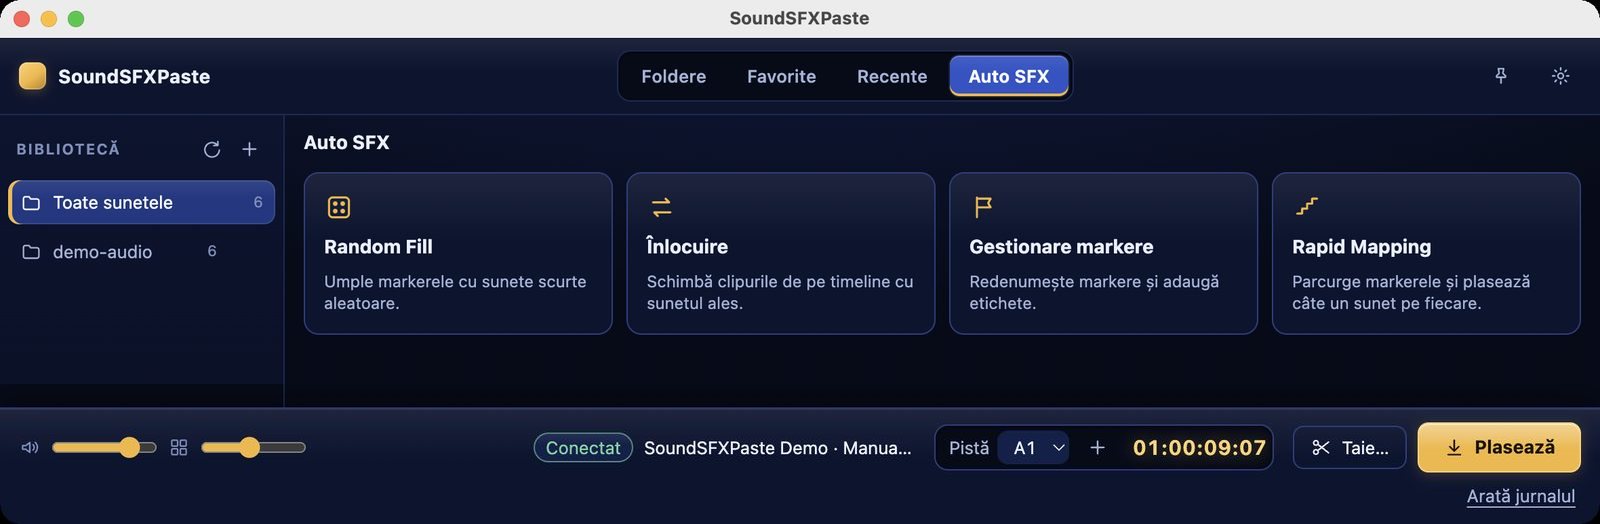 SoundSFXPaste
SoundSFXPaste
Foldere
Favorite
Recente
Auto SFX
BIBLIOTECĂ
Toate sunetele 6
demo-audio 6
Auto SFX
Random Fill
Umple markerele cu sunete scurte
aleatoare.
Înlocuire
Schimbă clipurile de pe timeline cu
sunetul ales.
Gestionare markere
Redenumește markere și adaugă
etichete.
Rapid Mapping
Parcurge markerele și plasează
câte un sunet pe fiecare.
Conectat
SoundSFXPaste Demo · Manua...
Pistă A1 + 01:00:09:07
Taie...
Plasează
Arată jurnalul